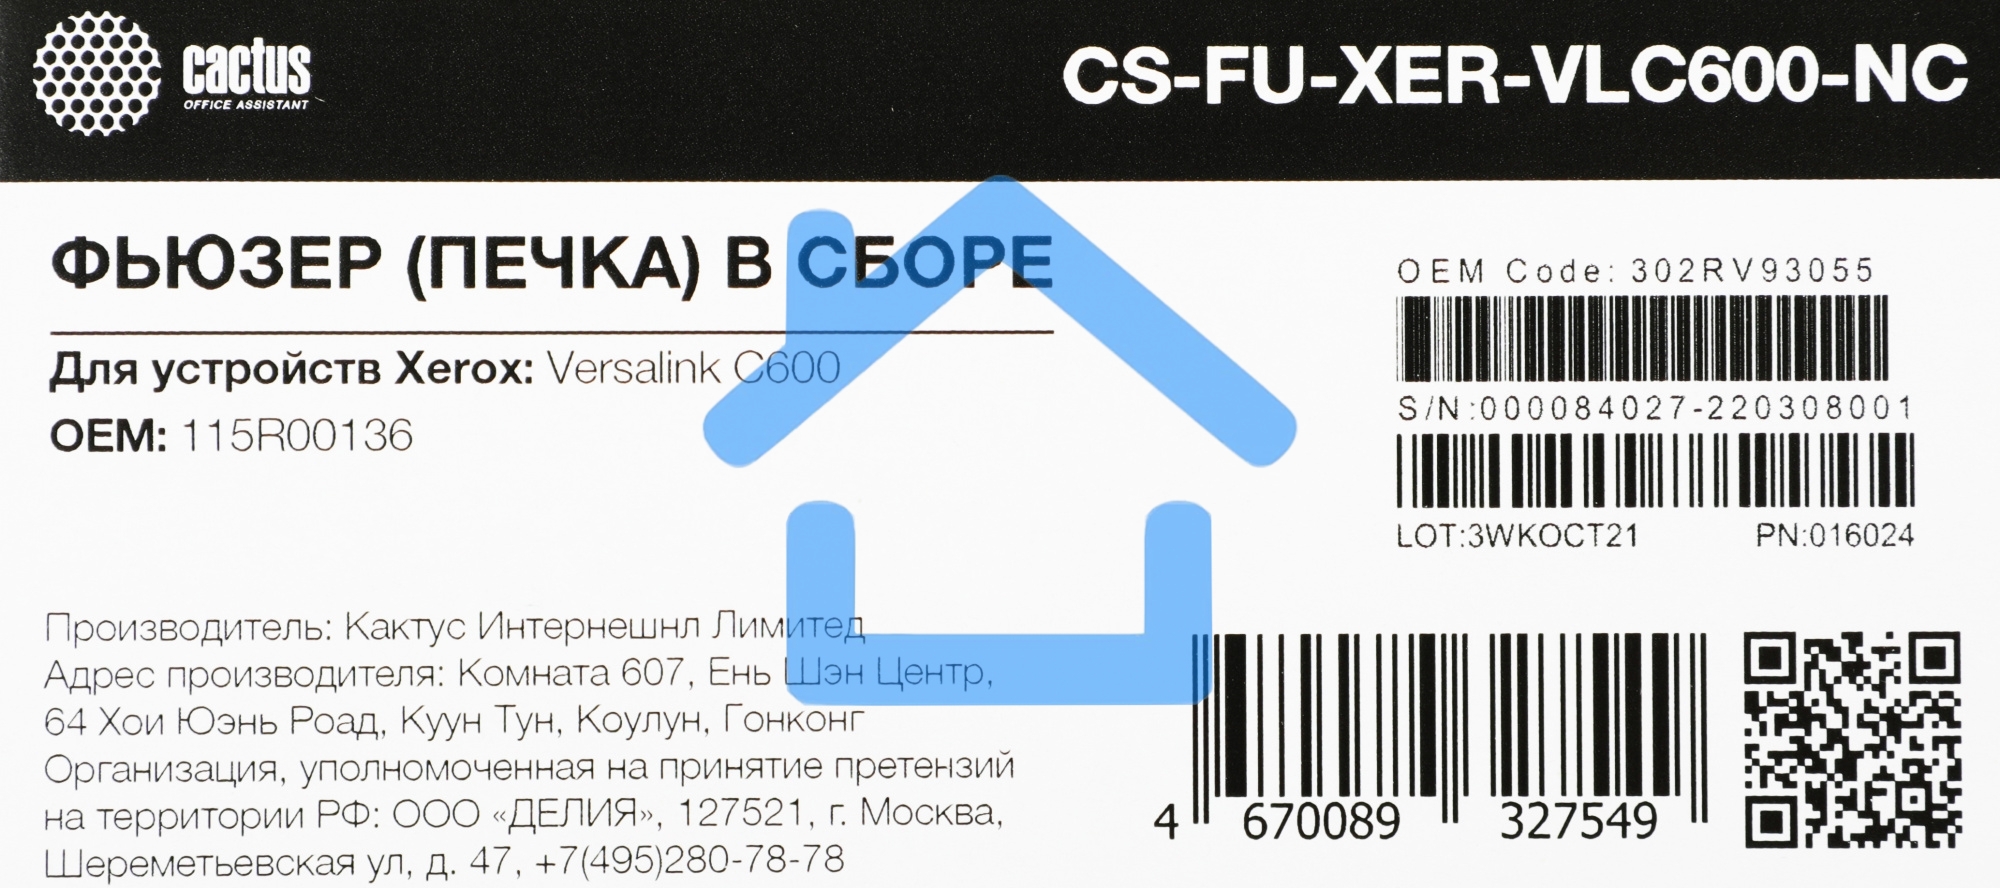 cactus
OFFICE ASSISTANT
CS-FU-XER-VLC600-NC
ФЬЮЗЕР (ПЕЧКА) В СБОРЕ
Для устройств Xerox: Versalink C600
OEM: 115R00136
OEM Code: 302RV93055
S/N:000084027-220308001
LOT:3WKOCT21 PN:016024
Производитель: Кактус Интернешнл Лимитед
Адрес производителя: Комната 607, Ень Шэн Центр,
64 Хои Юэнь Роад, Куун Тун, Коулун, Гонконг
Организация, уполномоченная на принятие претензий
на территории РФ: ООО «ДЕЛИЯ», 127521, г. Москва,
Шереметьевская ул, д. 47, +7(495)280-78-78
4 670089 327549